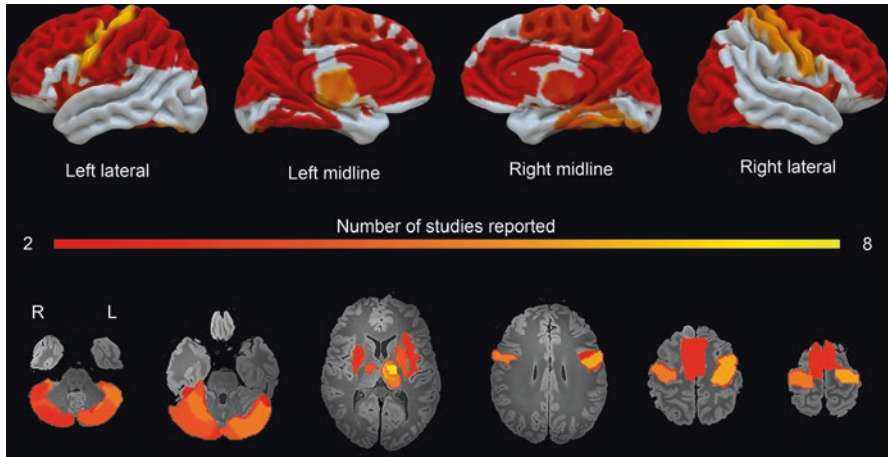 Left lateral
Left midline
Right midline
Right lateral
Number of studies reported
2
8
R
L